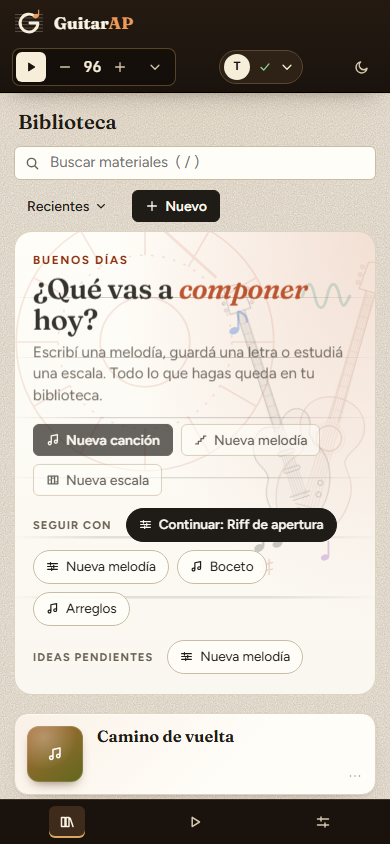 GuitarAP
96
T
Biblioteca
Buscar materiales ( / )
Recientes
Nuevo
BUENOS DÍAS
¿Qué vas a componer
hoy?
Escribí una melodía, guardá una letra o estudiá
una escala. Todo lo que hagas queda en tu
biblioteca.
Nueva canción
Nueva melodía
Nueva escala
SEGUIR CON
Continuar: Riff de apertura
Nueva melodía
Boceto
Arreglos
IDEAS PENDIENTES
Nueva melodía
Camino de vuelta
...